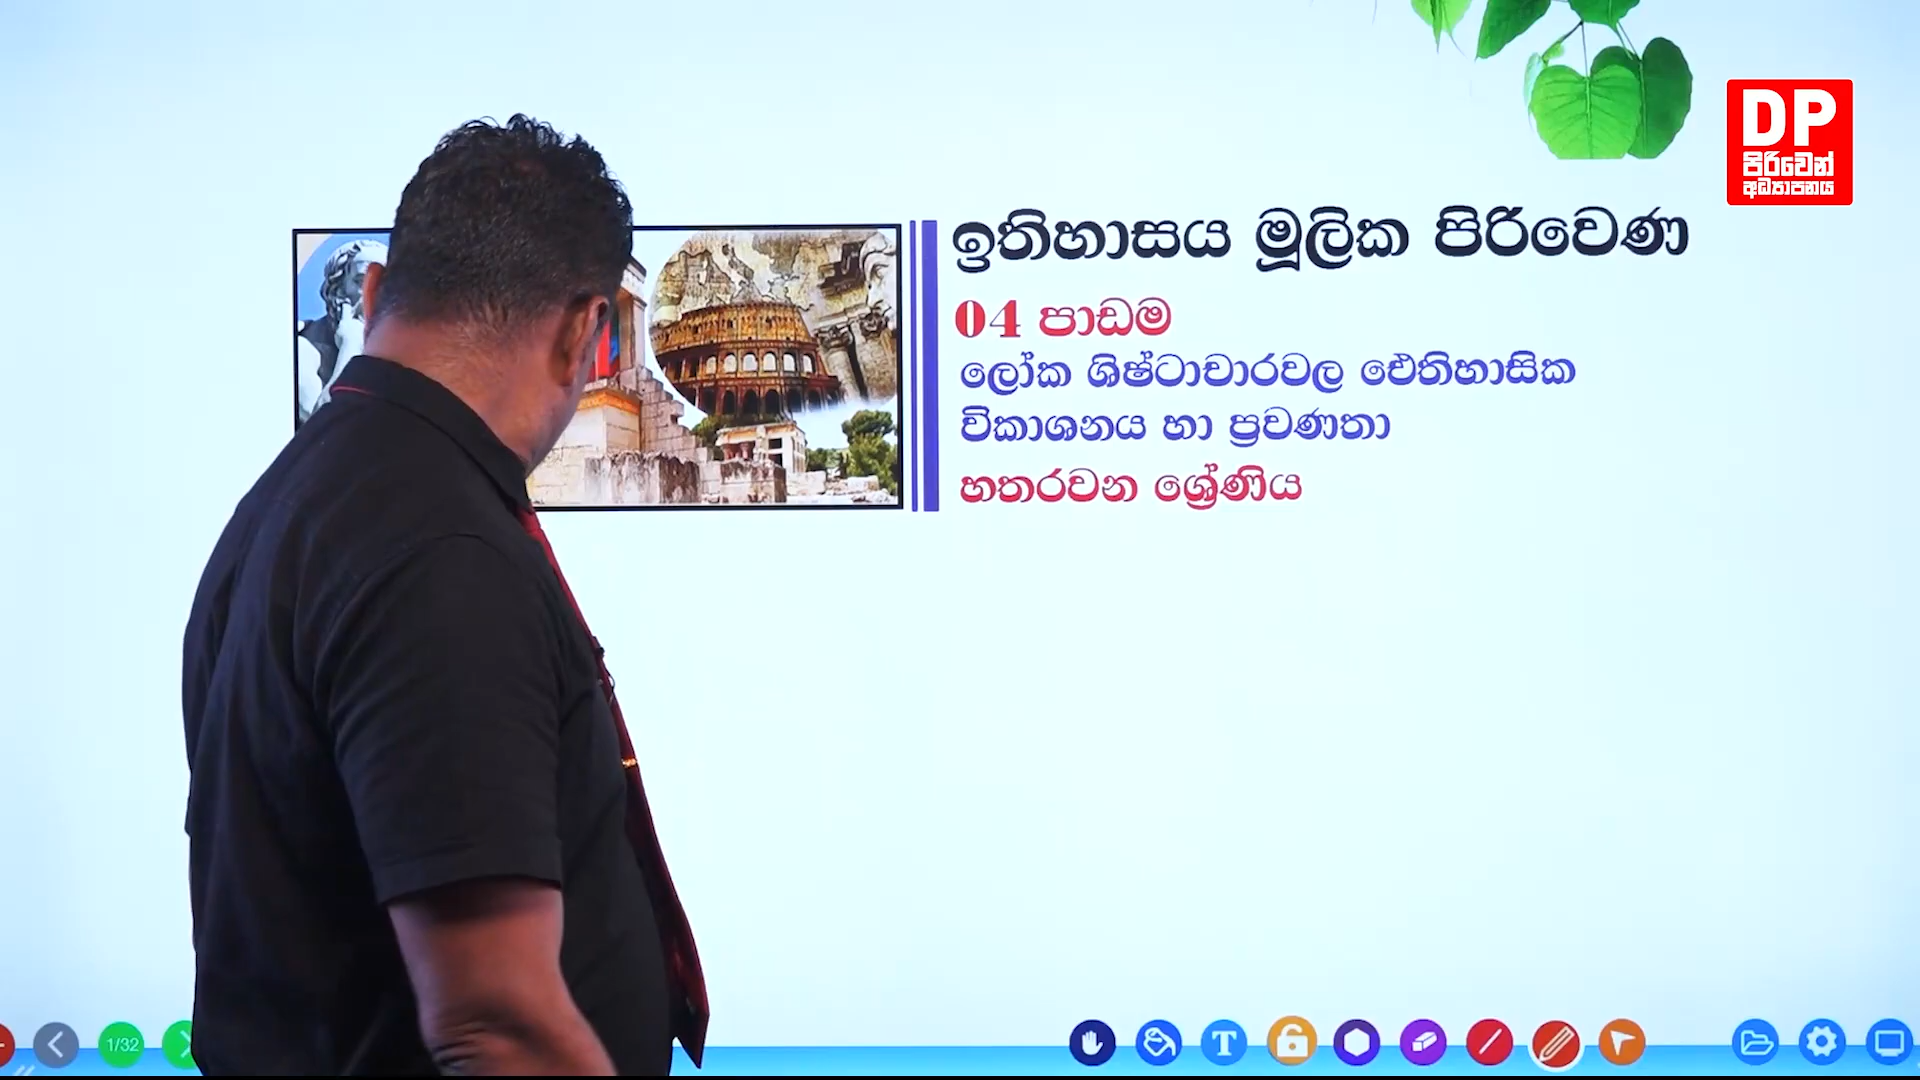 DP
පිරිවෙන්
අධ්‍යාපනය
ඉතිහාසය මූලික පිරිවෙණ
04 පාඩම
ලෝක ශිෂ්ටාචාරවල ඓතිහාසික
විකාශනය හා ප්‍රවණතා
හතරවන ශ්‍රේණිය
1/32
T